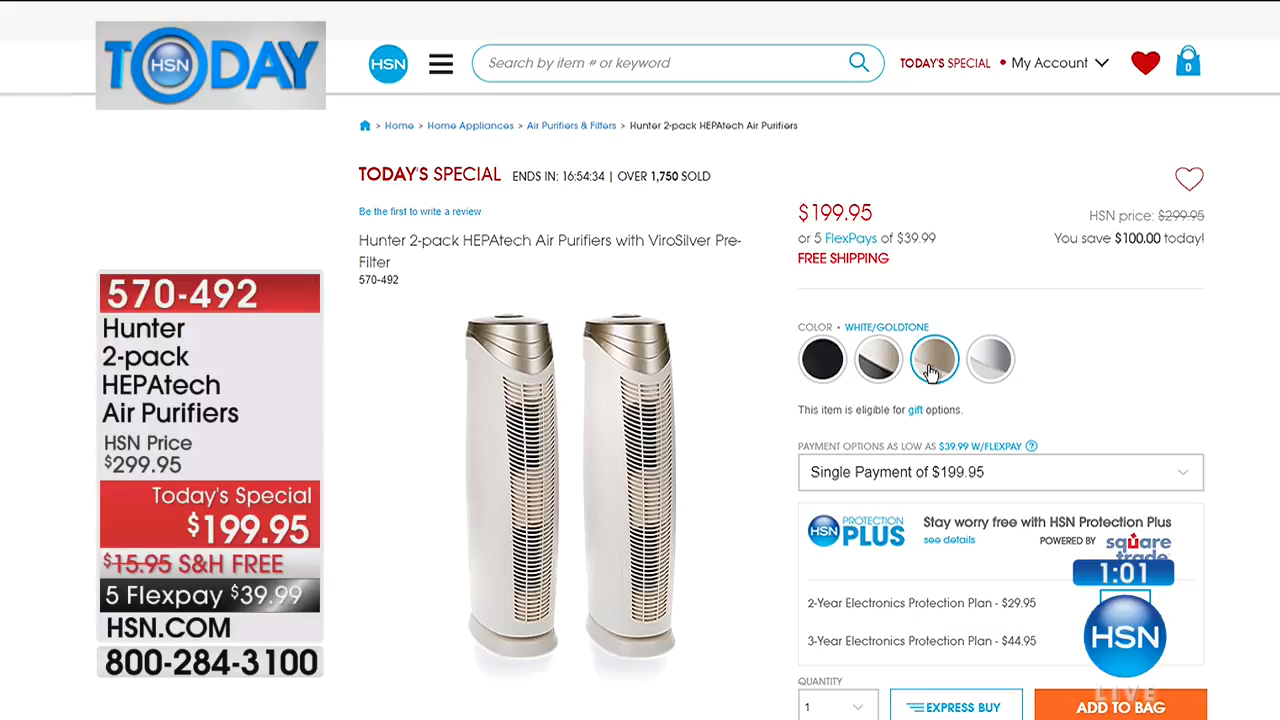 TODAY
HSN
HSN
Search by item # or keyword
TODAY'S SPECIAL • My Account
0
> Home > Home Appliances > Air Purifiers & Filters > Hunter 2-pack HEPAtech Air Purifiers
TODAY'S SPECIAL ENDS IN: 16:54:34 | OVER 1,750 SOLD
Be the first to write a review
Hunter 2-pack HEPAtech Air Purifiers with ViroSilver Pre-
Filter
570-492
$199.95
HSN price: $299.95
or 5 FlexPays of $39.99
You save $100.00 today!
FREE SHIPPING
COLOR • WHITE/GOLDTONE
This item is eligible for gift options.
PAYMENT OPTIONS AS LOW AS $39.99 W/FLEXPAY ?
Single Payment of $199.95
HSN PROTECTION PLUS
Stay worry free with HSN Protection Plus
see details
POWERED BY square trade
2-Year Electronics Protection Plan - $29.95
3-Year Electronics Protection Plan - $44.95
QUANTITY
1
EXPRESS BUY
ADD TO BAG
570-492
Hunter
2-pack
HEPAtech
Air Purifiers
HSN Price
$299.95
Today's Special
$199.95
$15.95 S&H FREE
5 Flexpay $39.99
HSN.COM
800-284-3100
1:01
HSN
LIVE